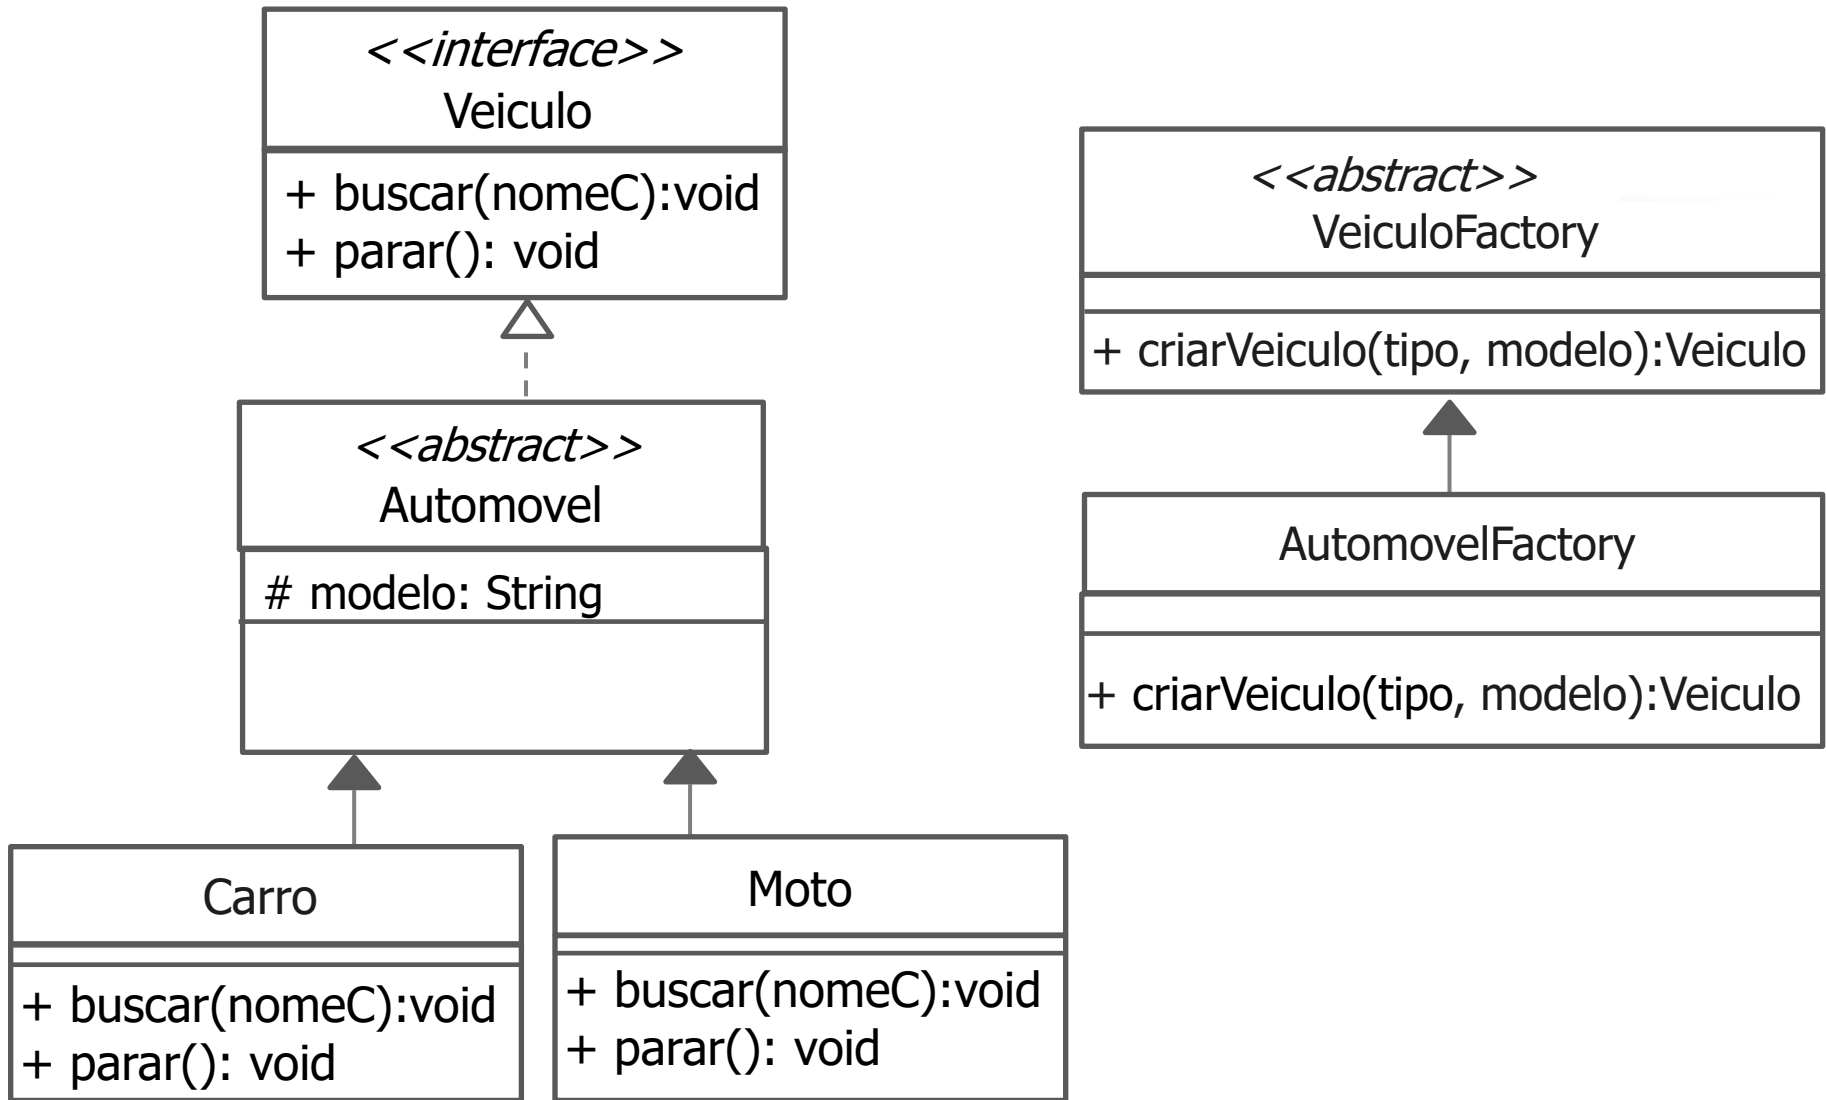 <<interface>>
Veiculo
+ buscar(nomeC):void
+ parar(): void
<<abstract>>
Automovel
# modelo: String
Carro
+ buscar(nomeC):void
+ parar(): void
Moto
+ buscar(nomeC):void
+ parar(): void
<<abstract>>
VeiculoFactory
+ criarVeiculo(tipo, modelo):Veiculo
AutomovelFactory
+ criarVeiculo(tipo, modelo):Veiculo